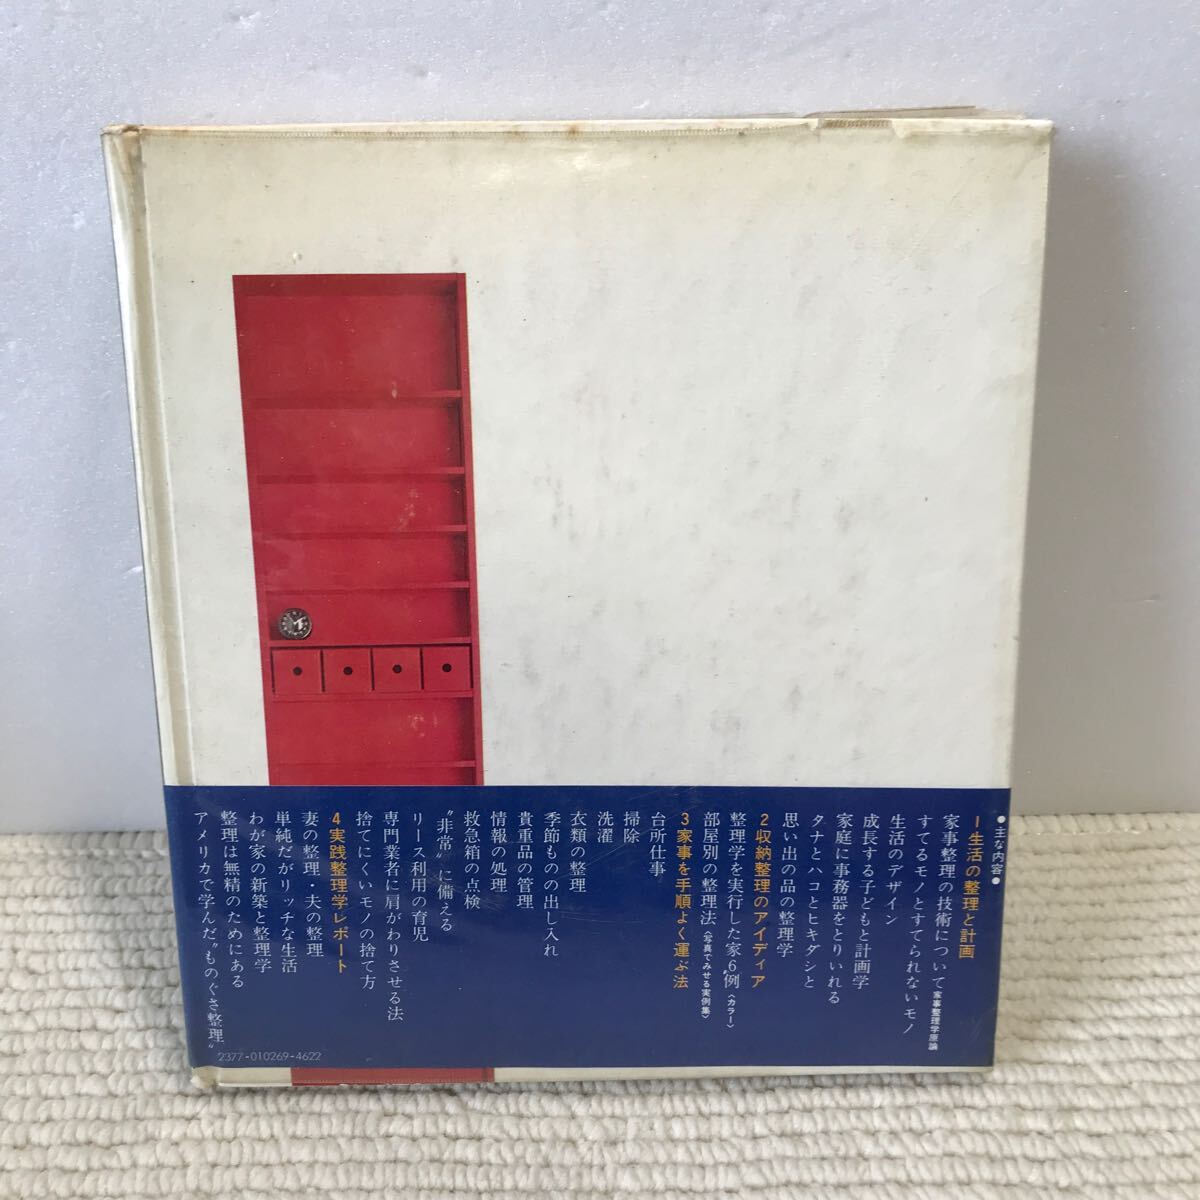 ●主な内容●
1生活の整理と計画
家事整理の技術について 家事整理学原論
すてるモノとすてられないモノ
生活のデザイン
成長する子どもと計画学
家庭に事務器をとりいれる
タナとハコとヒキダシと
思い出の品の整理学
2収納整理のアイディア
整理学を実行した家6例〈カラー〉
部屋別の整理法〈写真でみせる実例集〉
3家事を手順よく運ぶ法
台所仕事
掃除
洗濯
衣類の整理
季節ものの出し入れ
貴重品の管理
情報の処理
救急箱の点検
“非常”に備える
リース利用の育児
専門業者に肩がわりさせる法
捨てにくいモノの捨て方
4実践整理学レポート
妻の整理・夫の整理
単純だがリッチな生活
わが家の新築と整理学
整理は無精のためにある
アメリカで学んだ“ものぐさ整理”
2377-010269-4622